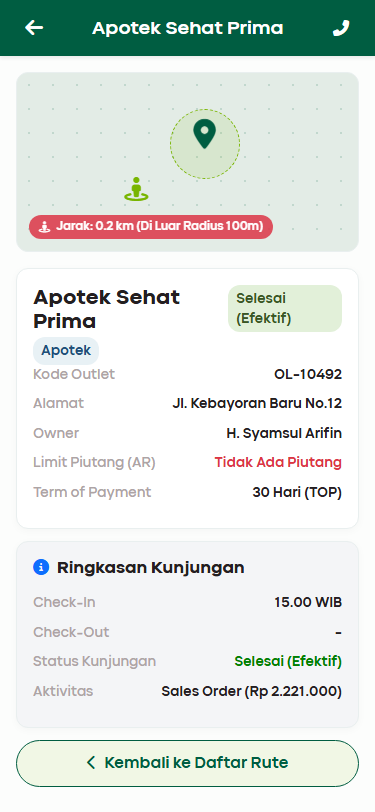 Apotek Sehat Prima
Jarak: 0.2 km (Di Luar Radius 100m)
Apotek Sehat
Prima
Selesai
(Efektif)
Apotek
Kode Outlet OL-10492
Alamat Jl. Kebayoran Baru No.12
Owner H. Syamsul Arifin
Limit Piutang (AR) Tidak Ada Piutang
Term of Payment 30 Hari (TOP)
Ringkasan Kunjungan
Check-In 15.00 WIB
Check-Out -
Status Kunjungan Selesai (Efektif)
Aktivitas Sales Order (Rp 2.221.000)
Kembali ke Daftar Rute